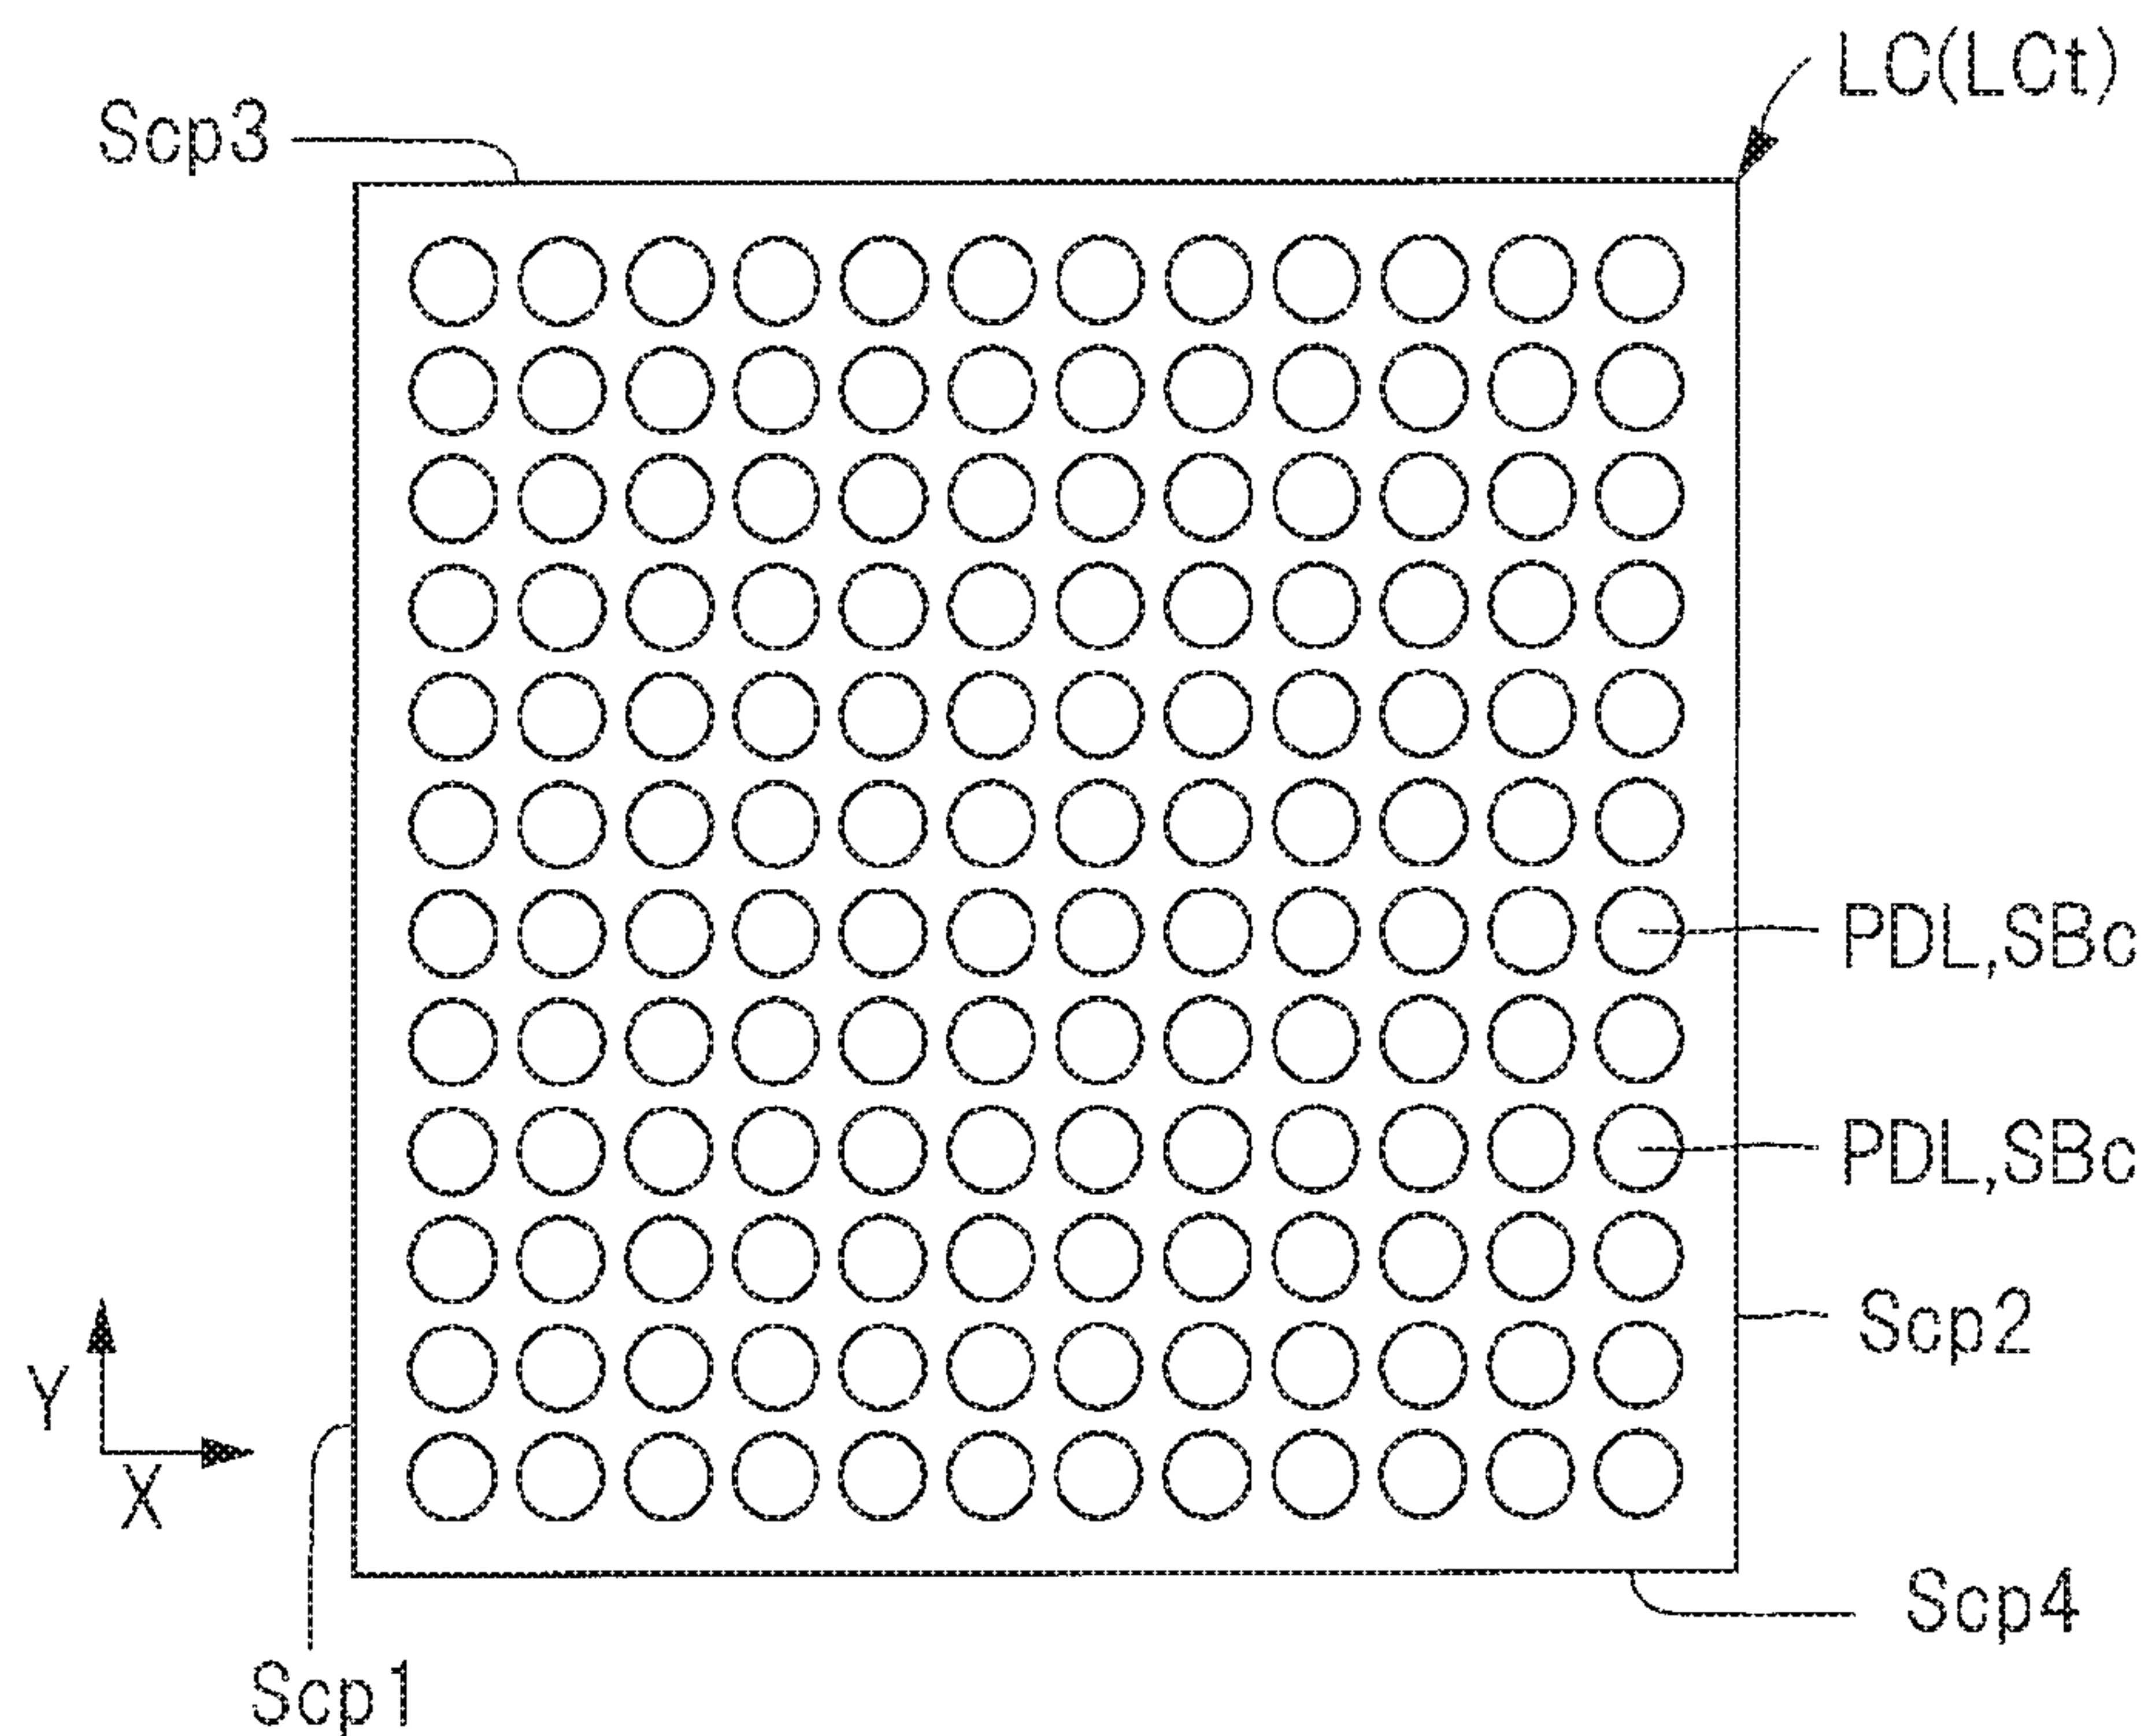 LC(LCt)
Scp3
PDL,SBc
PDL,SBc
Scp2
Y
X
Scp4
Scp1